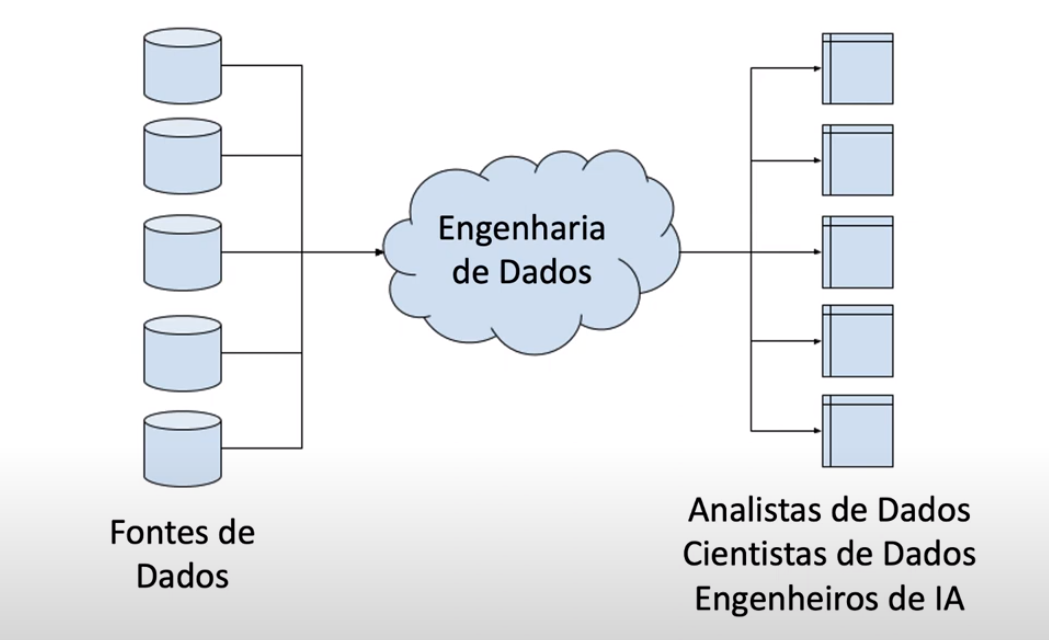 Engenharia
de Dados
Fontes de
Dados
Analistas de Dados
Cientistas de Dados
Engenheiros de IA